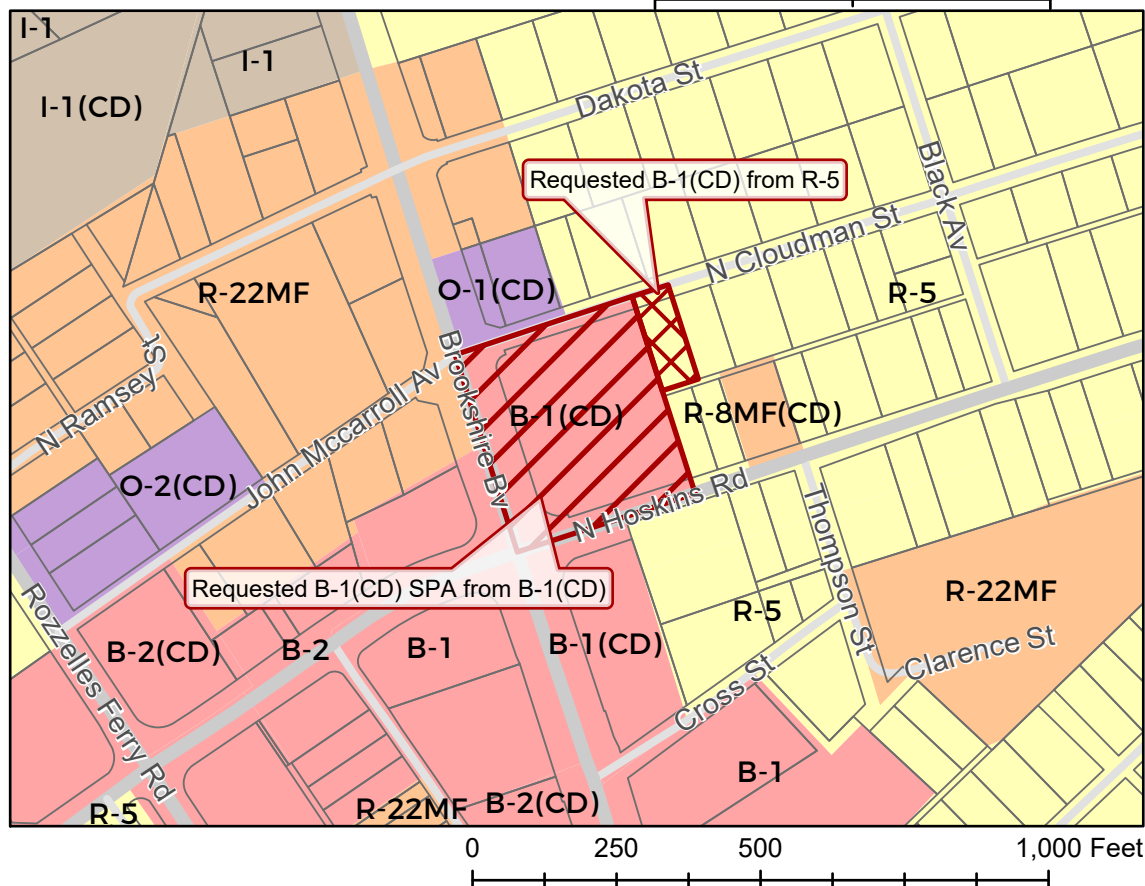 I-1
I-1
I-1(CD)
Dakota St
Black Av
Requested B-1(CD) from R-5
N Cloudman St
R-22MF
O-1(CD)
R-5
N Ramsey St
John Mccarroll Av
Brookshire Bv
B-1(CD)
R-8MF(CD)
O-2(CD)
N Hoskins Rd
Thompson St
Requested B-1(CD) SPA from B-1(CD)
R-22MF
Rozzelles Ferry Rd
R-5
B-2(CD)
B-2
B-1
B-1(CD)
Clarence St
Cross St
B-1
R-22MF
B-2(CD)
R-5
0 250 500 1,000 Feet